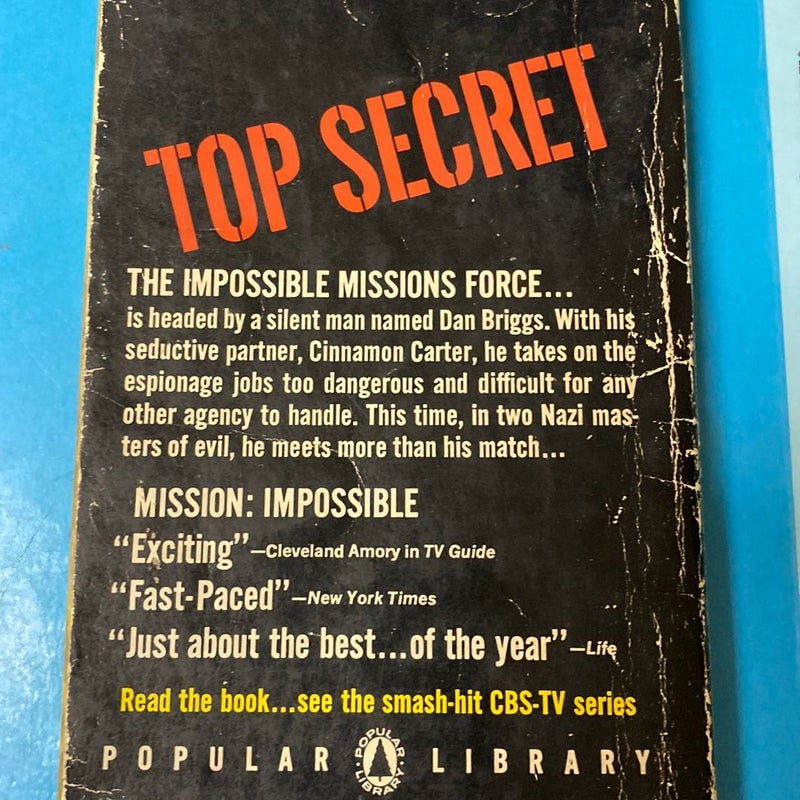 TOP SECRET
THE IMPOSSIBLE MISSIONS FORCE...
is headed by a silent man named Dan Briggs. With his
seductive partner, Cinnamon Carter, he takes on the
espionage jobs too dangerous and difficult for any
other agency to handle. This time, in two Nazi mas-
ters of evil, he meets more than his match...
MISSION: IMPOSSIBLE
“Exciting”—Cleveland Amory in TV Guide
“Fast-Paced”—New York Times
“Just about the best...of the year”—Life
Read the book...see the smash-hit CBS-TV series
POPULAR POPULAR LIBRARY LIBRARY